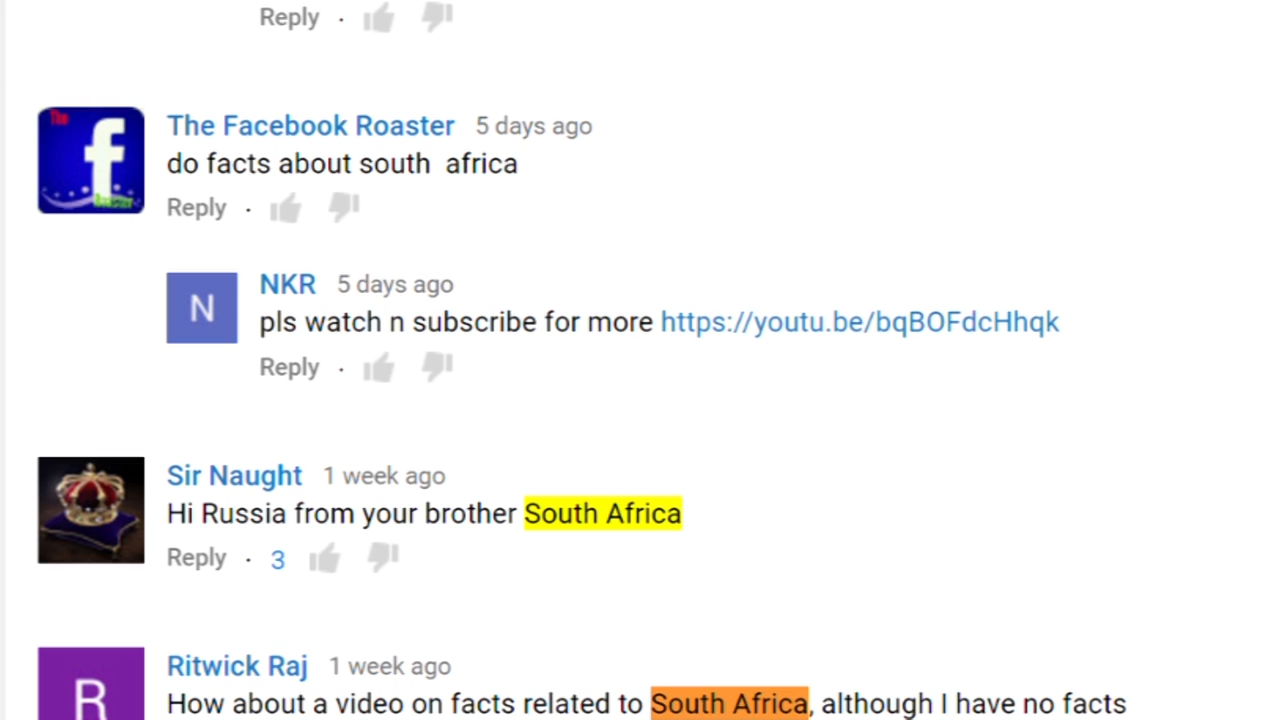 Reply ·
The
f
The Facebook Roaster 5 days ago
do facts about south  africa
Reply ·
N
NKR 5 days ago
pls watch n subscribe for more https://youtu.be/bqBOFdcHhqk
Reply ·
Sir Naught 1 week ago
Hi Russia from your brother South Africa
Reply · 3
R
Ritwick Raj 1 week ago
How about a video on facts related to South Africa, although I have no facts